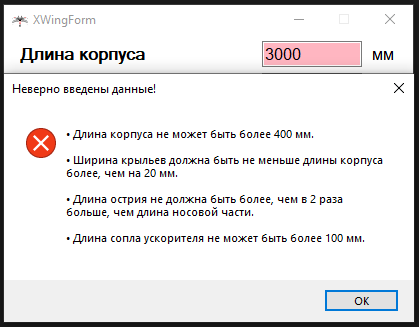 XWingForm
Длина корпуса 3000 мм
Неверно введены данные!
• Длина корпуса не может быть более 400 мм.
• Ширина крыльев должна быть не меньше длины корпуса
более, чем на 20 мм.
• Длина острия не должна быть более, чем в 2 раза
больше, чем длина носовой части.
• Длина сопла ускорителя не может быть более 100 мм.
ОК